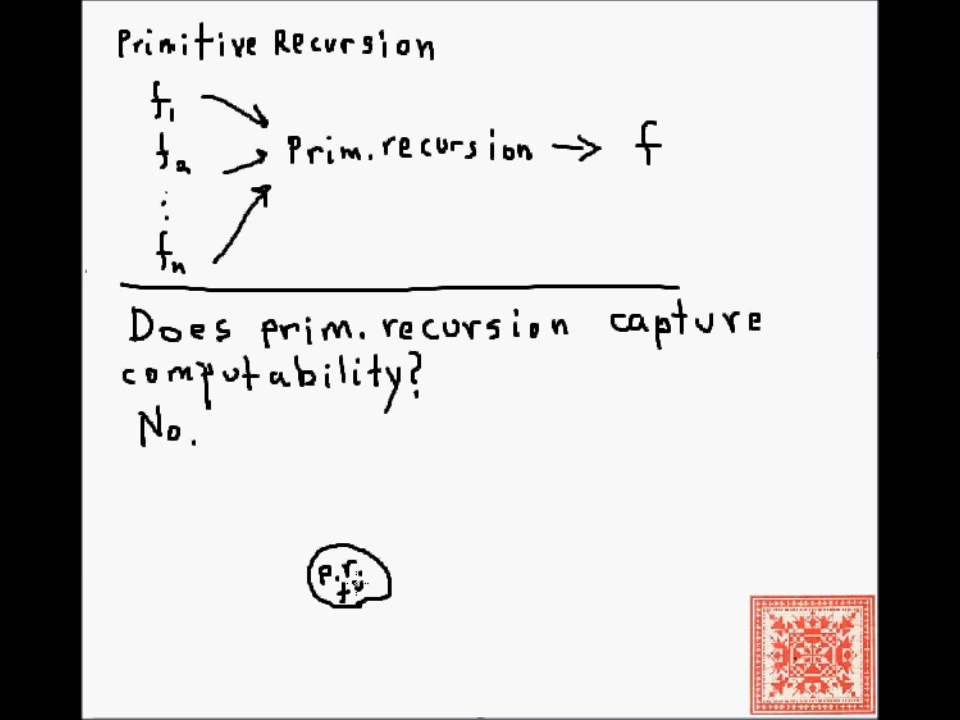 Primitive Recursion
f1
f2
Prim. recursion → f
⋮
fn
Does prim. recursion capture
computability?
No.
p.r.